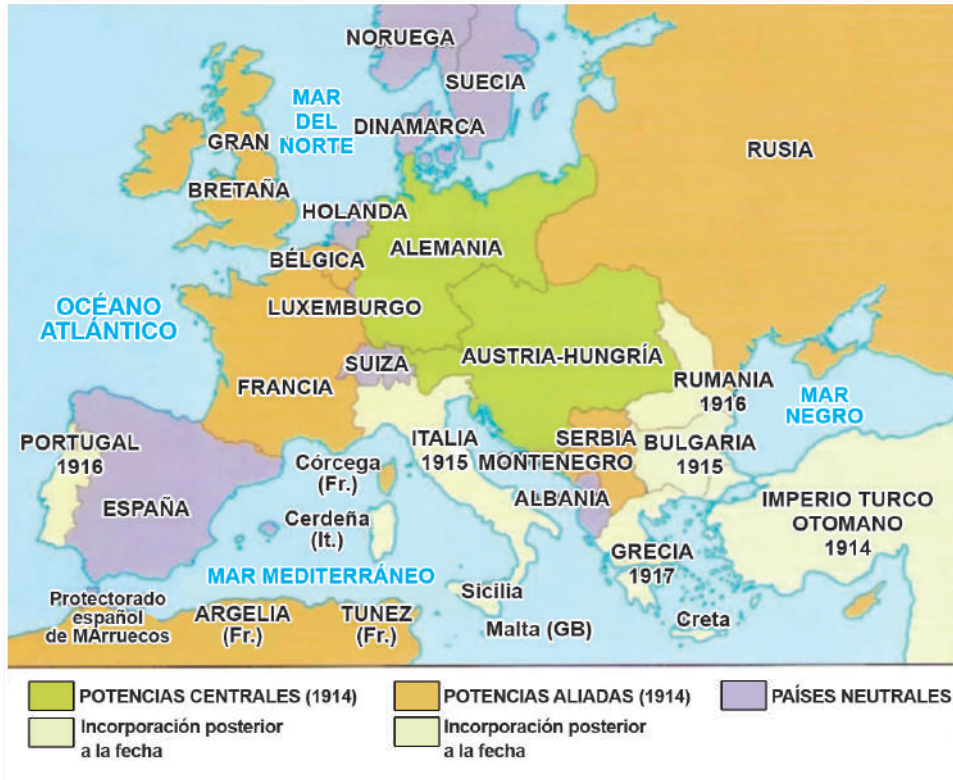 NORUEGA
SUECIA
MAR
DEL
NORTE
DINAMARCA
GRAN
BRETAÑA
RUSIA
HOLANDA
ALEMANIA
BÉLGICA
OCÉANO
ATLÁNTICO
LUXEMBURGO
SUIZA
AUSTRIA-HUNGRÍA
FRANCIA
RUMANIA
1916
MAR
NEGRO
PORTUGAL
1916
ITALIA
1915
SERBIA
BULGARIA
1915
MONTENEGRO
Córcega
(Fr.)
ESPAÑA
ALBANIA
IMPERIO TURCO
OTOMANO
1914
Cerdeña
(It.)
GRECIA
1917
MAR MEDITERRÁNEO
Sicilia
Protectorado
español
de MArruecos
ARGELIA
(Fr.)
TUNEZ
(Fr.)
Malta (GB)
Creta
POTENCIAS CENTRALES (1914)
Incorporación posterior
a la fecha
POTENCIAS ALIADAS (1914)
Incorporación posterior
a la fecha
PAÍSES NEUTRALES